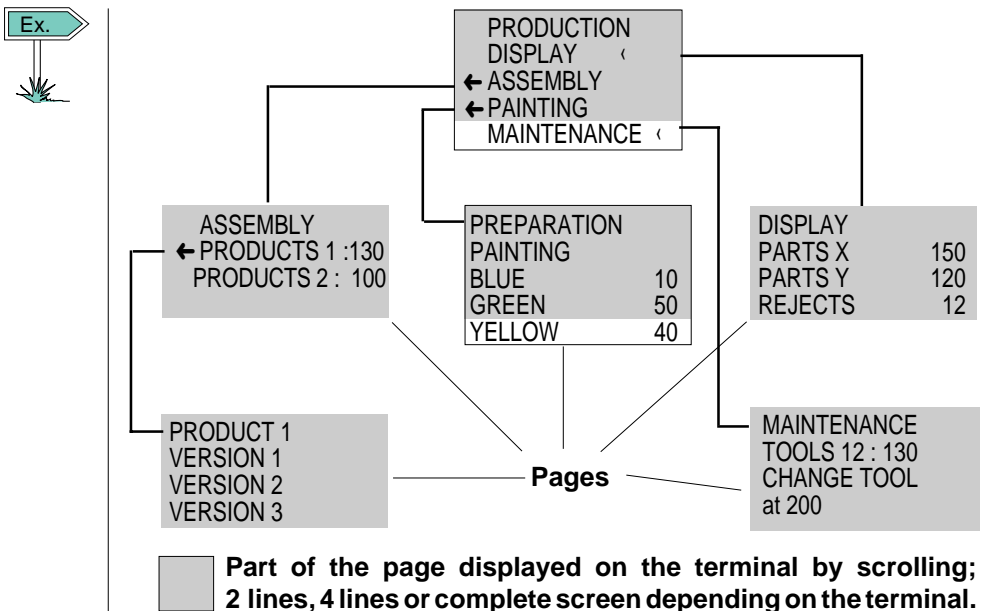 Ex.
PRODUCTION
DISPLAY ‹
← ASSEMBLY
← PAINTING
MAINTENANCE ‹
ASSEMBLY
← PRODUCTS 1 :130
PRODUCTS 2 : 100
PREPARATION
PAINTING
BLUE 10
GREEN 50
YELLOW 40
DISPLAY
PARTS X 150
PARTS Y 120
REJECTS 12
PRODUCT 1
VERSION 1
VERSION 2
VERSION 3
Pages
MAINTENANCE
TOOLS 12 : 130
CHANGE TOOL
at 200
Part of the page displayed on the terminal by scrolling;
2 lines, 4 lines or complete screen depending on the terminal.